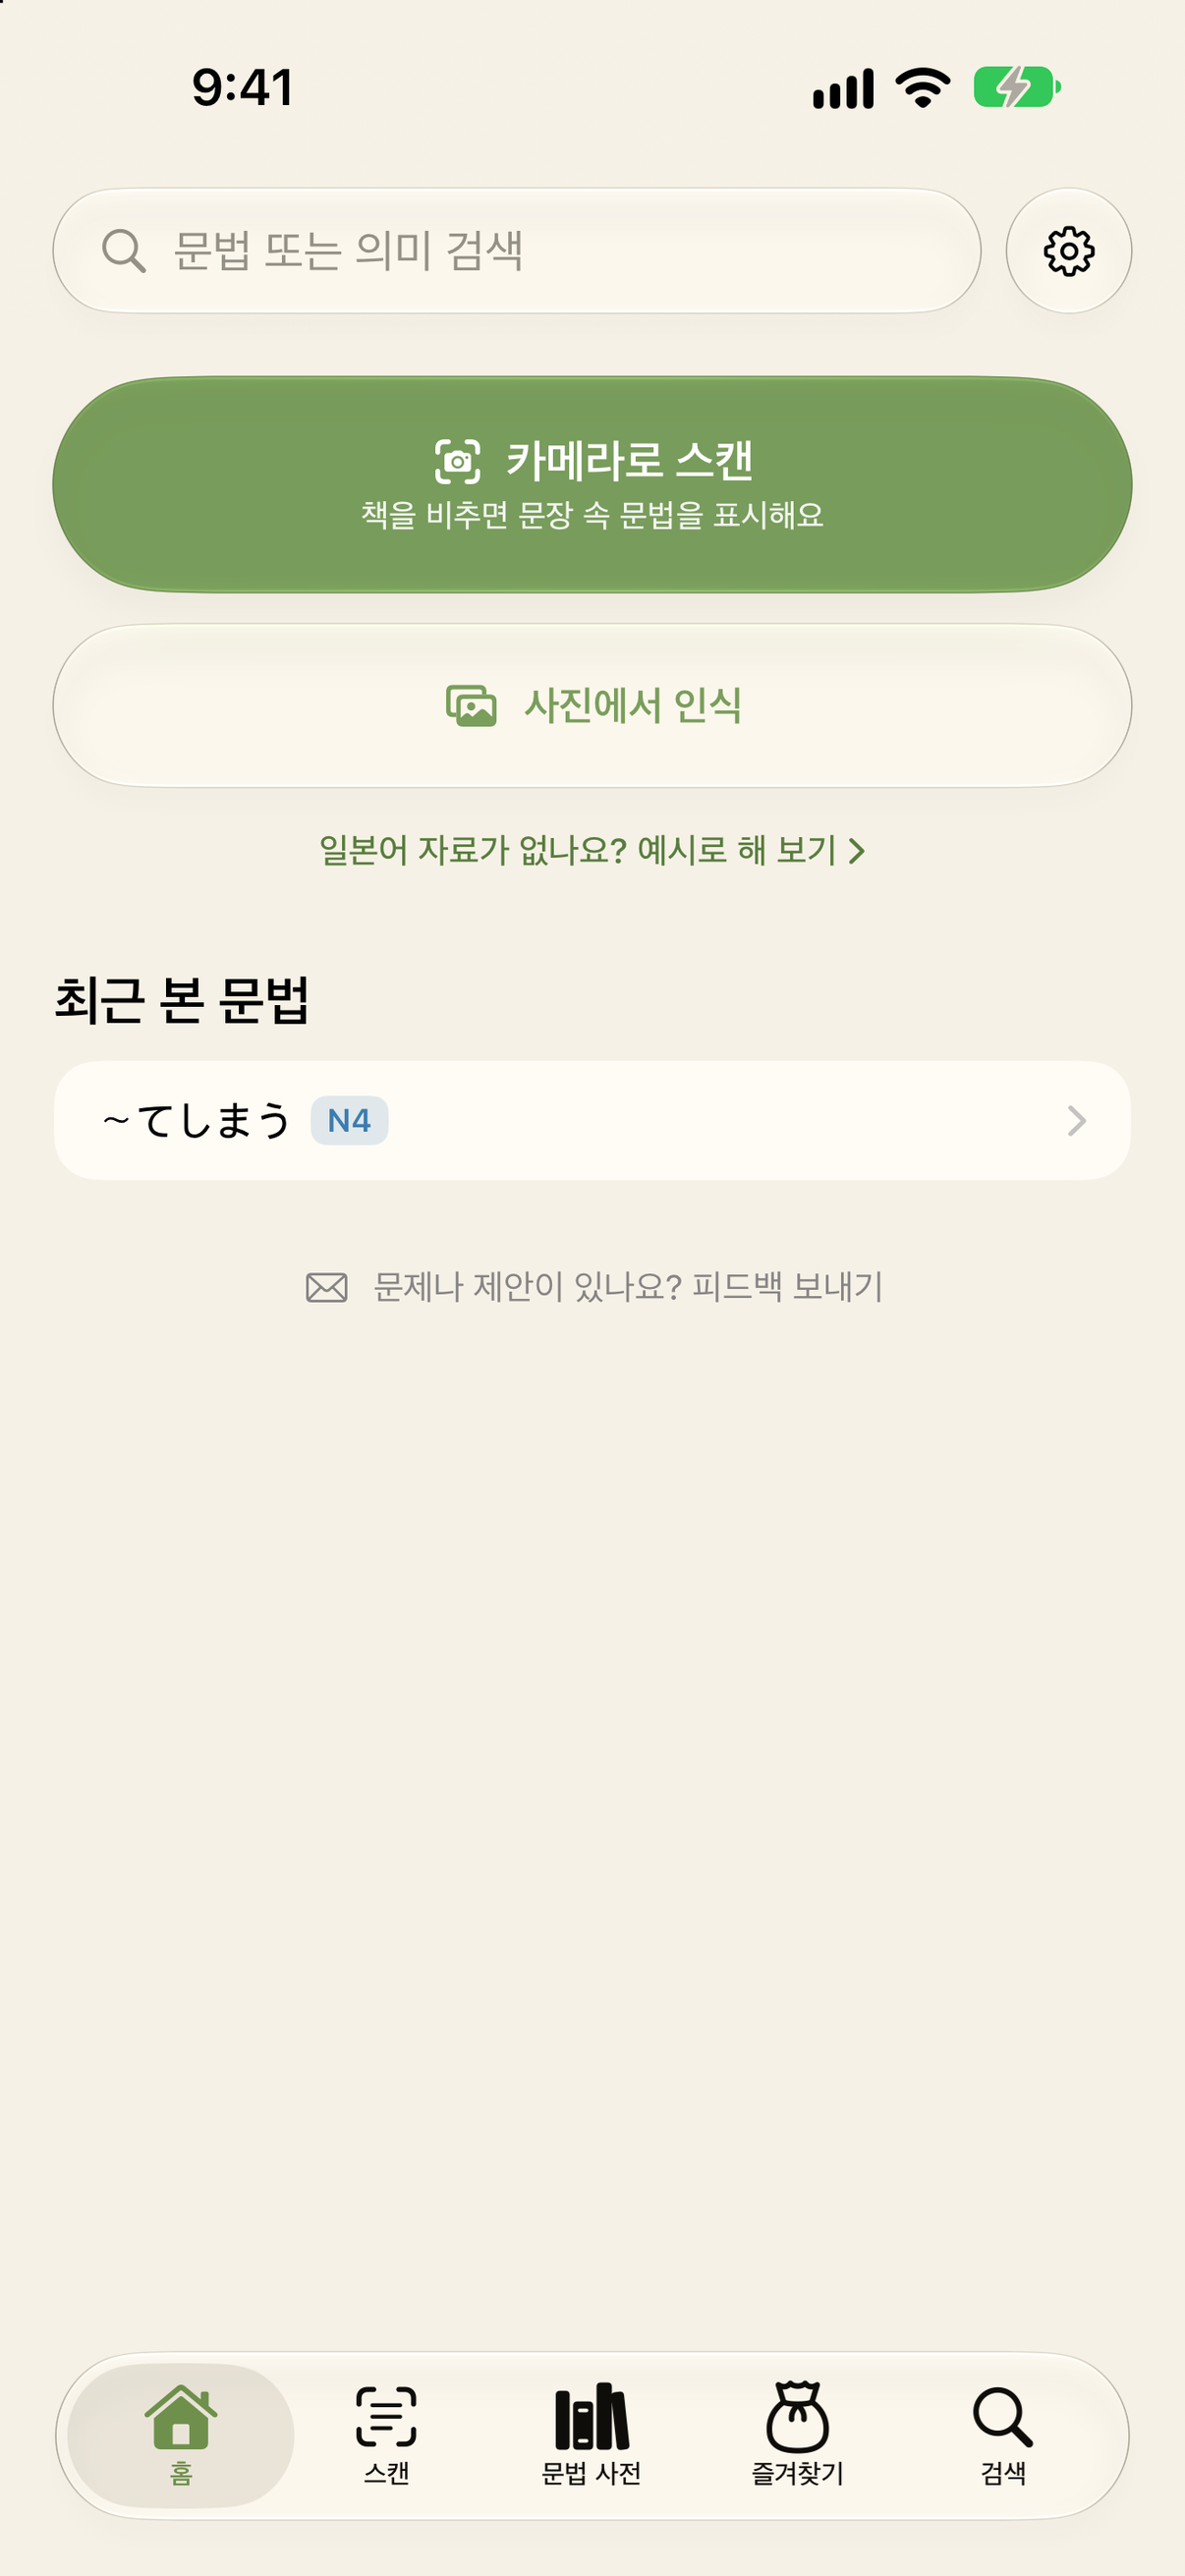 9:41
문법 또는 의미 검색
카메라로 스캔
책을 비추면 문장 속 문법을 표시해요
사진에서 인식
일본어 자료가 없나요? 예시로 해 보기
최근 본 문법
～てしまう N4
문제나 제안이 있나요? 피드백 보내기
홈 스캔 문법 사전 즐겨찾기 검색